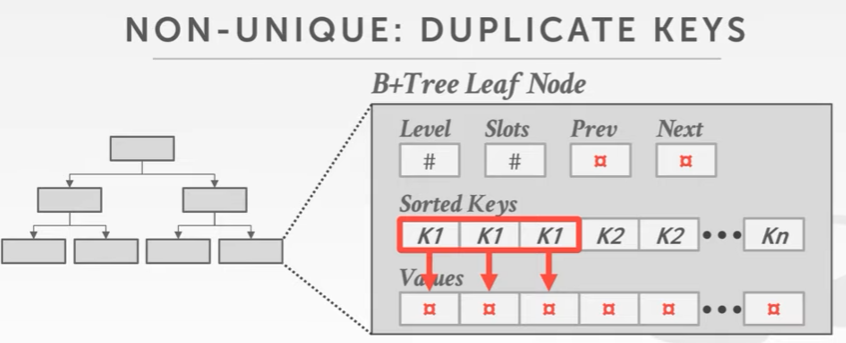 NON-UNIQUE: DUPLICATE KEYS
B+Tree Leaf Node
Level Slots Prev Next
# # ¤ ¤
Sorted Keys
K1 K1 K1 K2 K2 ••• Kn
Values
¤ ¤ ¤ ¤ ¤ ••• ¤